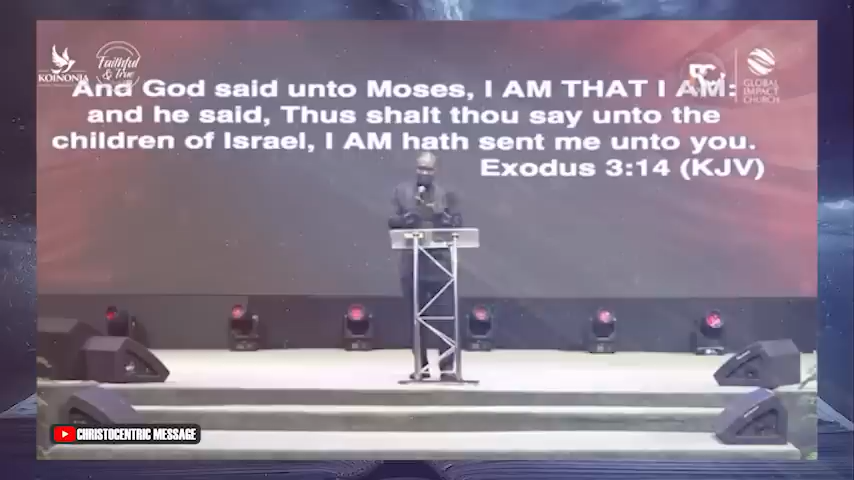 KOINONIA
Faithful
& True
GLOBAL
IMPACT
CHURCH
And God said unto Moses, I AM THAT I AM:
and he said, Thus shalt thou say unto the
children of Israel, I AM hath sent me unto you.
Exodus 3:14 (KJV)
CHRISTOCENTRIC MESSAGE